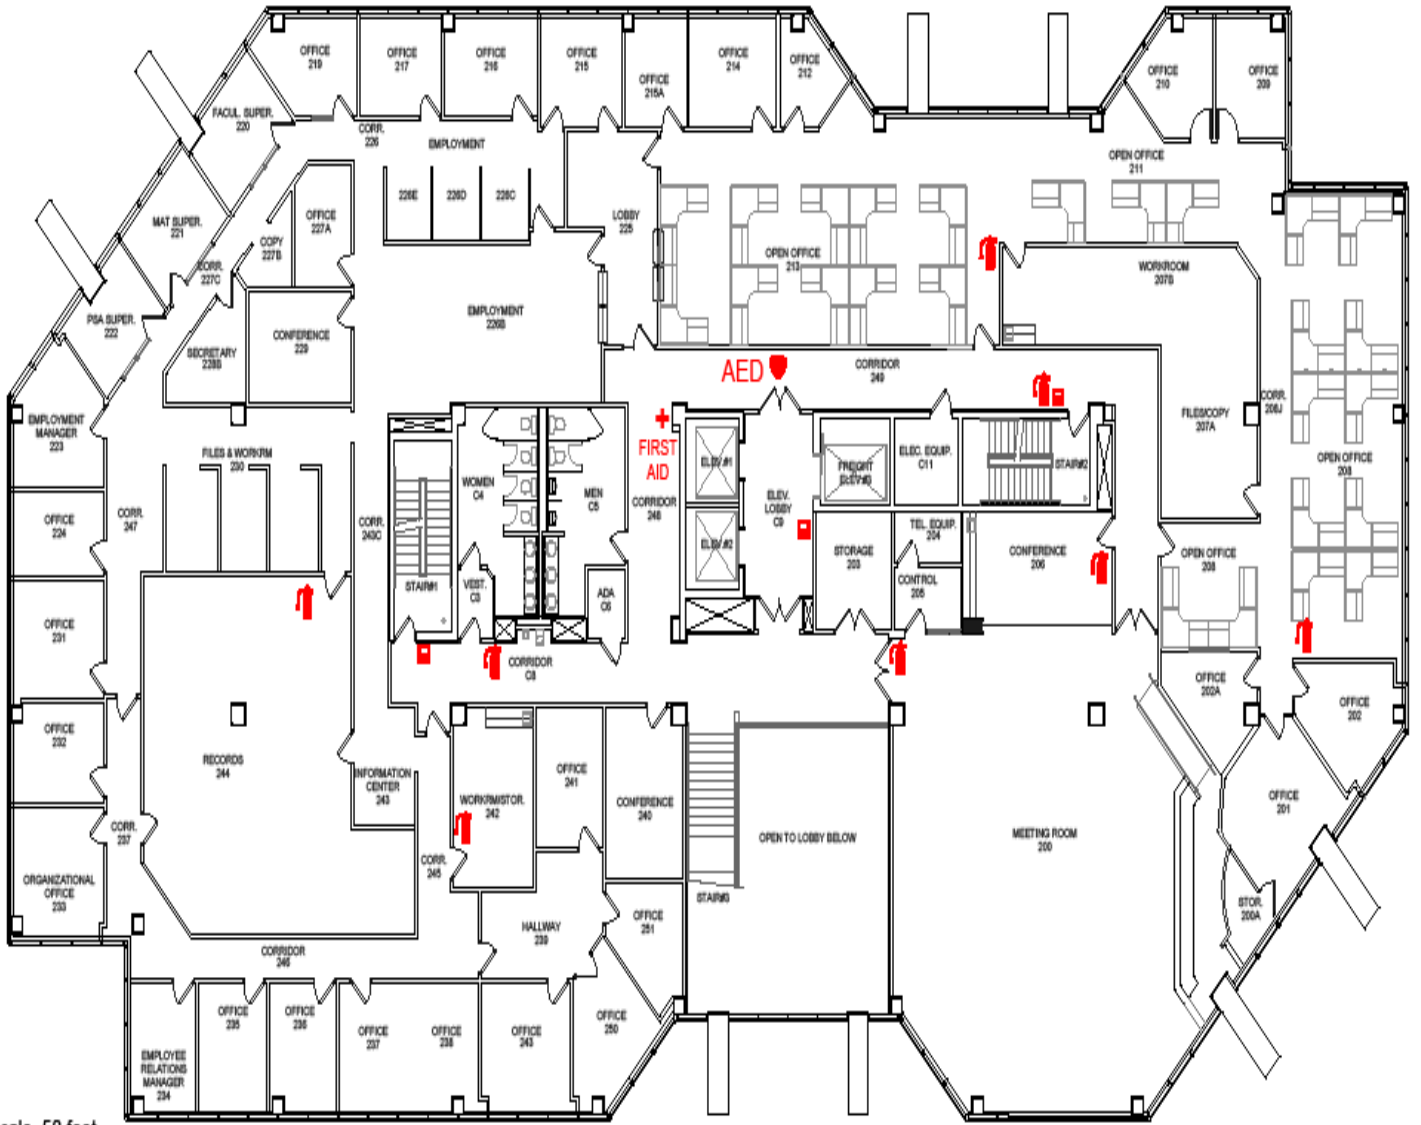 OFFICE
219
OFFICE
217
OFFICE
216
OFFICE
215
OFFICE
215A
OFFICE
214
OFFICE
212
OFFICE
210
OFFICE
209
FACUL. SUPER.
220
CORR.
226
EMPLOYMENT
OPEN OFFICE
211
226E
226D
226C
OFFICE
227A
LOBBY
225
MAT SUPER.
221
COPY
227B
CORR.
227C
OPEN OFFICE
213
WORKROOM
207B
PSA SUPER.
222
EMPLOYMENT
226B
CONFERENCE
229
SECRETARY
228B
AED
CORRIDOR
249
CORR.
208J
EMPLOYMENT
MANAGER
223
FILES/COPY
207A
FILES & WORKRM
230
FIRST
AID
ELEV.#1
FREIGHT
ELEV.#3
ELEC. EQUIP.
C11
STAIR#2
OPEN OFFICE
208
WOMEN
C4
MEN
C5
CORRIDOR
248
ELEV.
LOBBY
C9
OFFICE
224
CORR.
247
CORR.
243C
ELEV.#2
STORAGE
203
TEL. EQUIP.
204
CONFERENCE
206
OPEN OFFICE
208
STAIR#1
VEST.
C3
ADA
C6
CONTROL
205
OFFICE
231
CORRIDOR
C8
OFFICE
202A
OFFICE
202
OFFICE
232
RECORDS
244
INFORMATION
CENTER
243
OFFICE
241
WORKRM\STOR.
242
CONFERENCE
240
OFFICE
201
CORR.
237
OPEN TO LOBBY BELOW
MEETING ROOM
200
CORR.
245
ORGANIZATIONAL
OFFICE
233
STAIR#3
STOR.
200A
HALLWAY
239
OFFICE
251
CORRIDOR
246
OFFICE
235
OFFICE
236
OFFICE
237
OFFICE
238
OFFICE
243
OFFICE
250
EMPLOYEE
RELATIONS
MANAGER
234
50 feet